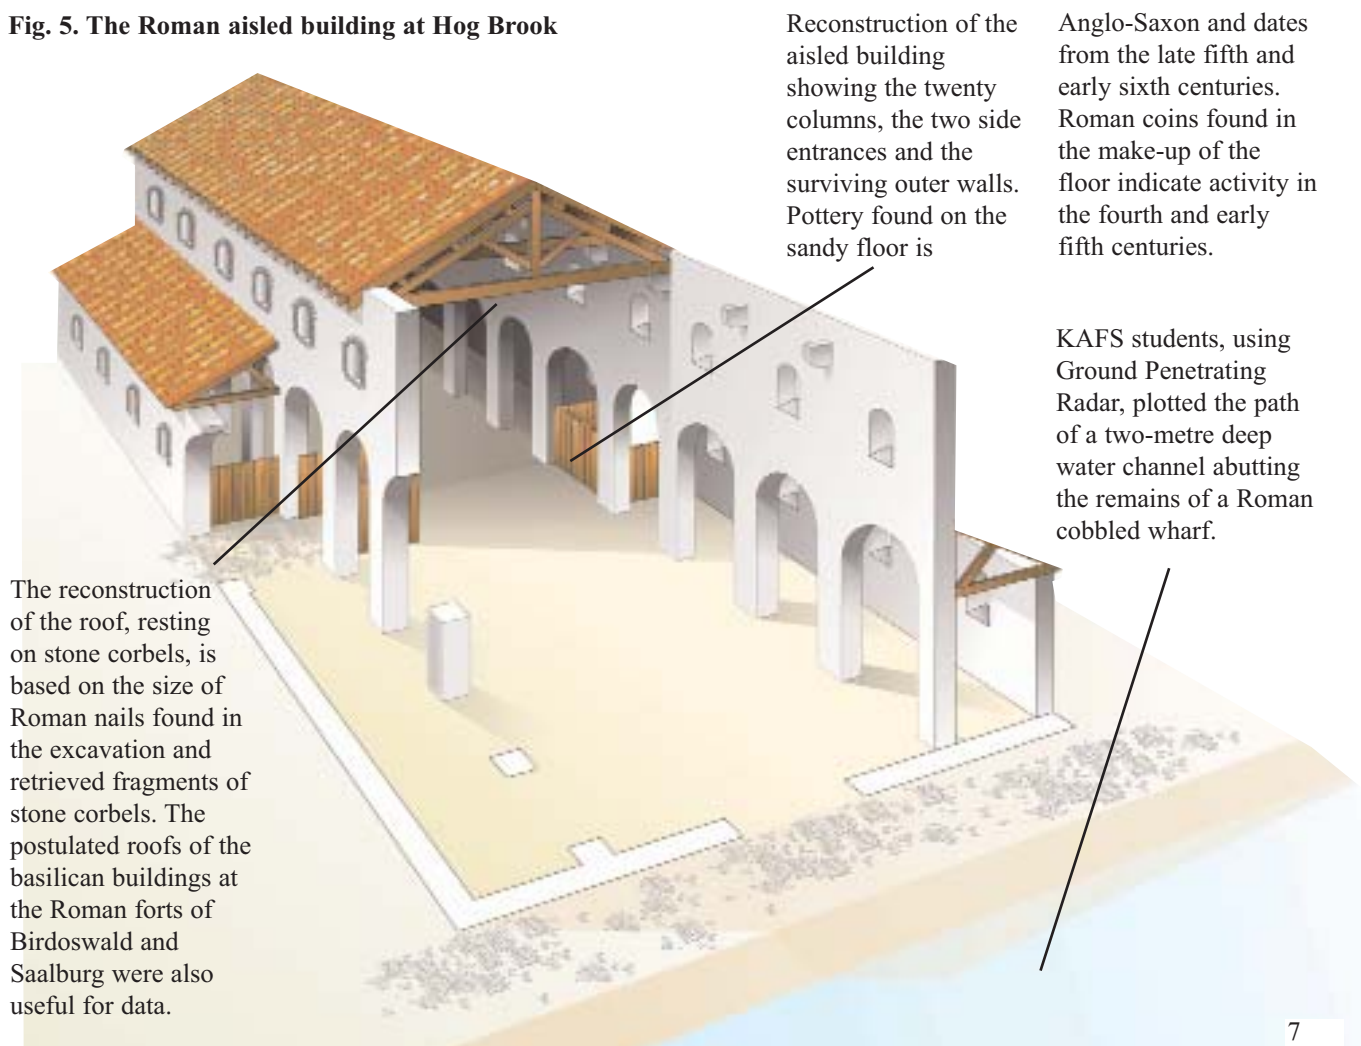 Fig. 5. The Roman aisled building at Hog Brook
Reconstruction of the
aisled building
showing the twenty
columns, the two side
entrances and the
surviving outer walls.
Pottery found on the
sandy floor is
Anglo-Saxon and dates
from the late fifth and
early sixth centuries.
Roman coins found in
the make-up of the
floor indicate activity in
the fourth and early
fifth centuries.
KAFS students, using
Ground Penetrating
Radar, plotted the path
of a two-metre deep
water channel abutting
the remains of a Roman
cobbled wharf.
The reconstruction
of the roof, resting
on stone corbels, is
based on the size of
Roman nails found in
the excavation and
retrieved fragments of
stone corbels. The
postulated roofs of the
basilican buildings at
the Roman forts of
Birdoswald and
Saalburg were also
useful for data.
7